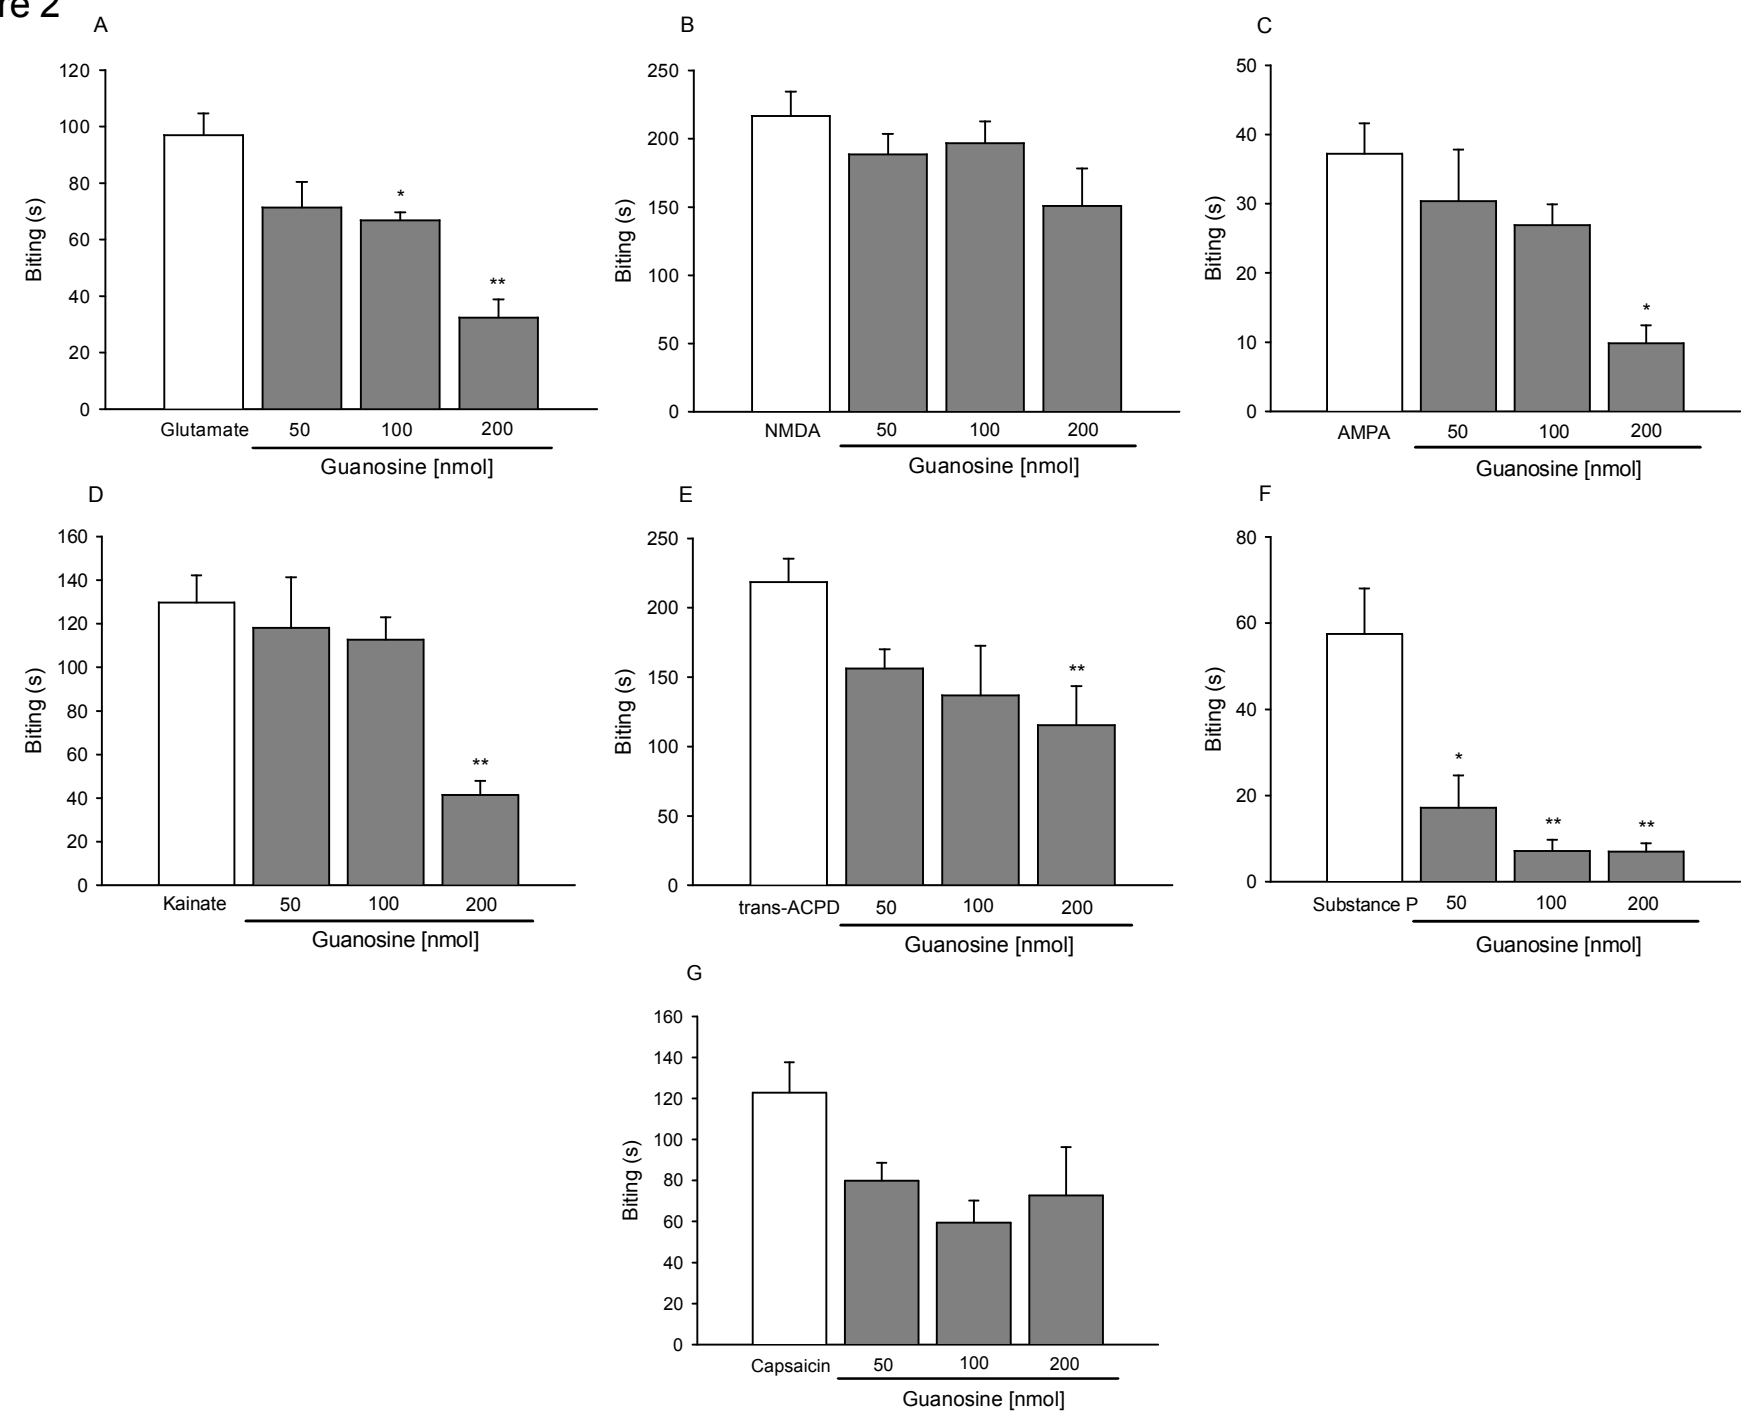 re 2
A
120
100
80
60
40
20
0
Biting (s)
*
**
Glutamate 50 100 200
Guanosine [nmol]
B
250
200
150
100
50
0
Biting (s)
NMDA 50 100 200
Guanosine [nmol]
C
50
40
30
20
10
0
Biting (s)
*
AMPA 50 100 200
Guanosine [nmol]
D
160
140
120
100
80
60
40
20
0
Biting (s)
**
Kainate 50 100 200
Guanosine [nmol]
E
250
200
150
100
50
0
Biting (s)
**
trans-ACPD 50 100 200
Guanosine [nmol]
F
80
60
40
20
0
Biting (s)
*
** **
Substance P 50 100 200
Guanosine [nmol]
G
160
140
120
100
80
60
40
20
0
Biting (s)
Capsaicin 50 100 200
Guanosine [nmol]